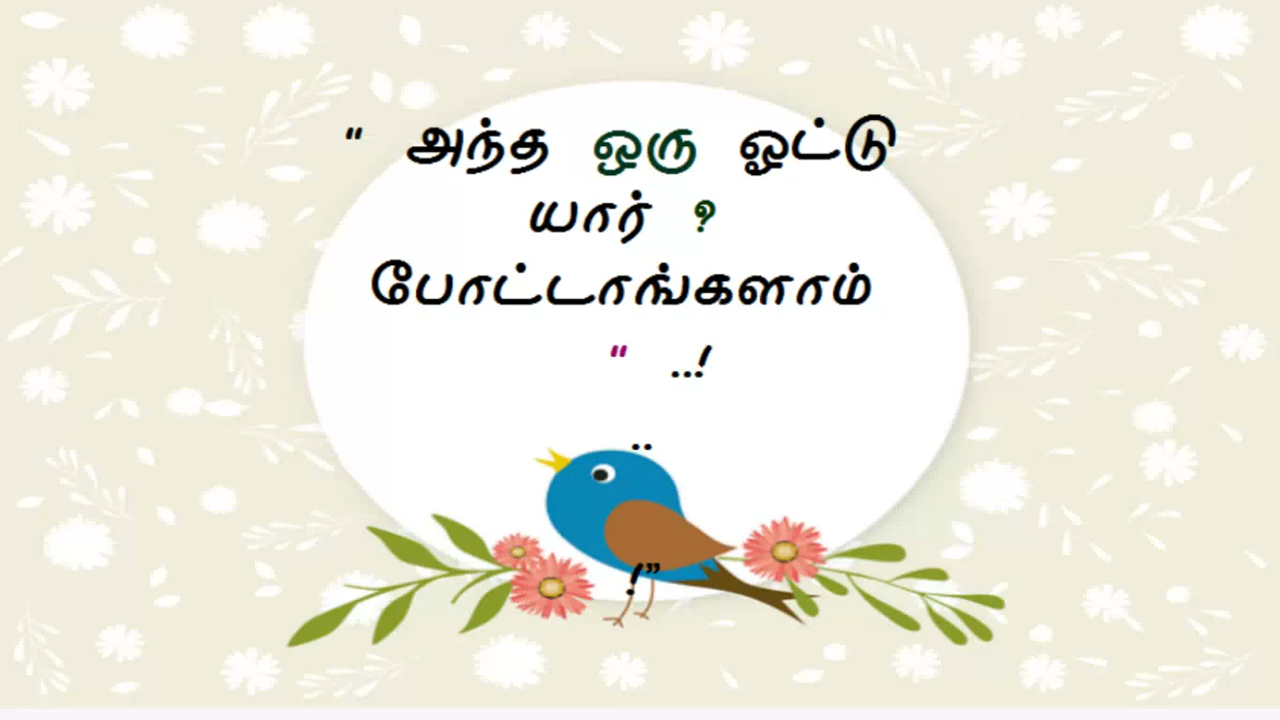 “ அந்த ஒரு ஓட்டு
யார் ?
போட்டாங்களாம்
“ ..!
..
!”